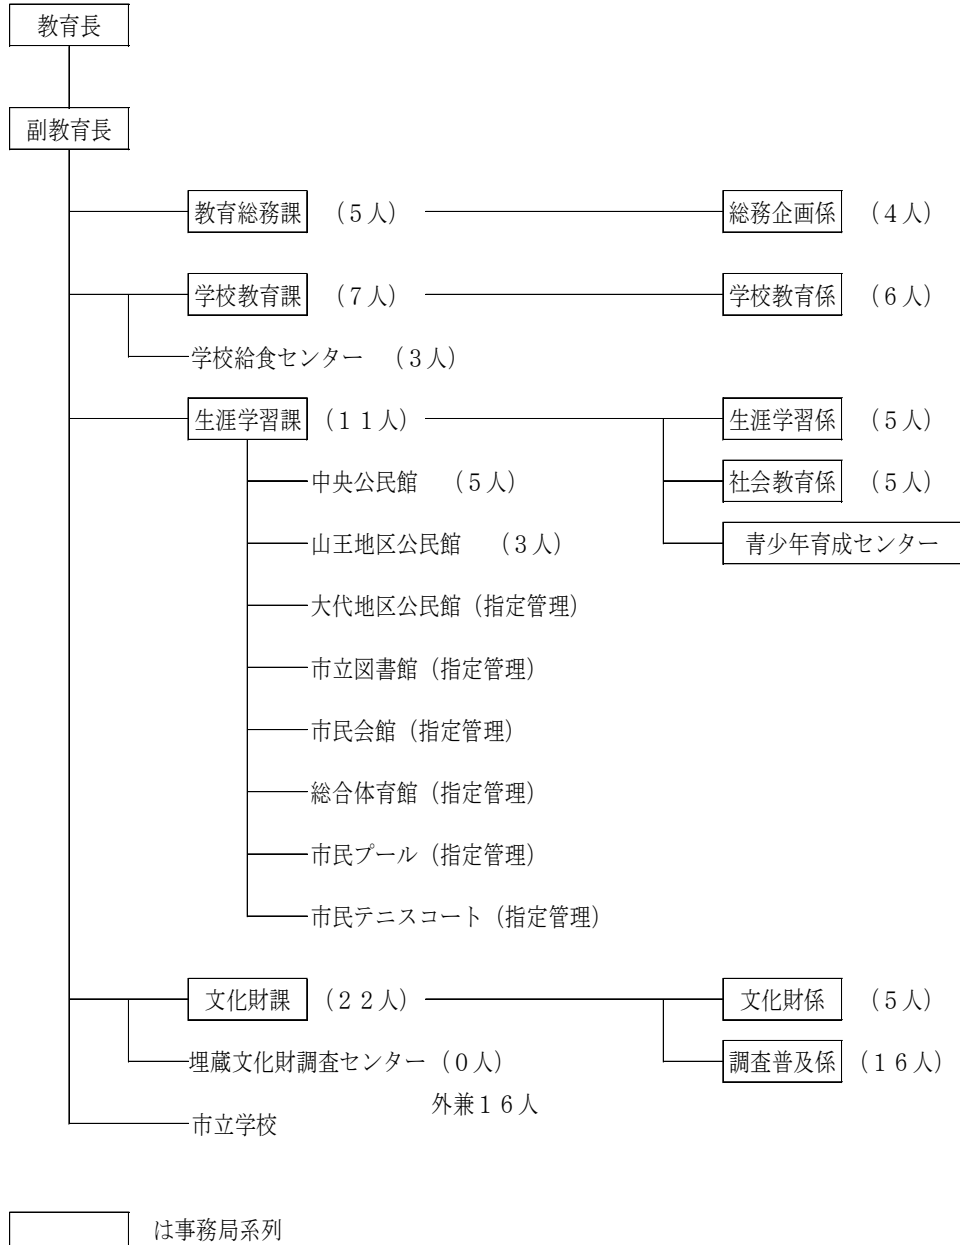 教育長
副教育長
教育総務課 (5人) 総務企画係 (4人)
学校教育課 (7人) 学校教育係 (6人)
学校給食センター (3人)
生涯学習課 (11人) 生涯学習係 (5人)
中央公民館 (5人) 社会教育係 (5人)
山王地区公民館 (3人) 青少年育成センター
大代地区公民館 (指定管理)
市立図書館 (指定管理)
市民会館 (指定管理)
総合体育館 (指定管理)
市民プール (指定管理)
市民テニスコート (指定管理)
文化財課 (22人) 文化財係 (5人)
埋蔵文化財調査センター (0人) 調査普及係 (16人)
外兼16人
市立学校
は事務局系列